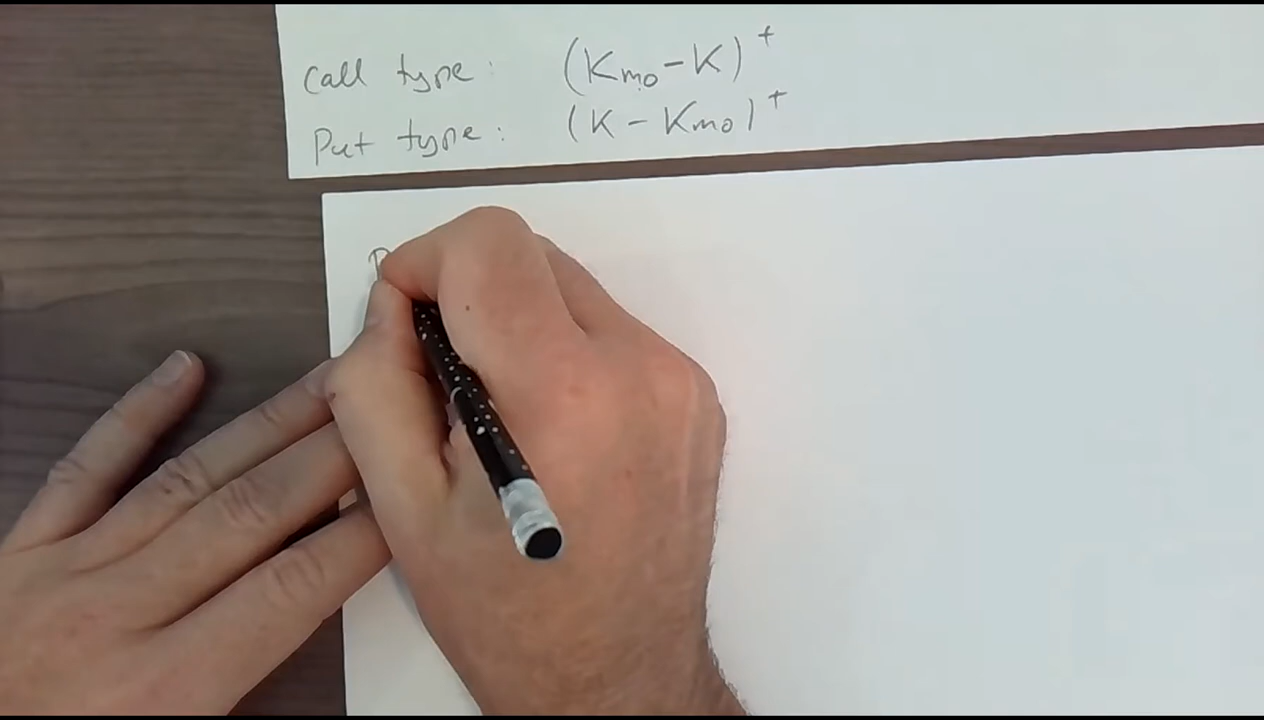 Call type: (Kmo - K)⁺
Put type: (K - Kmo)⁺